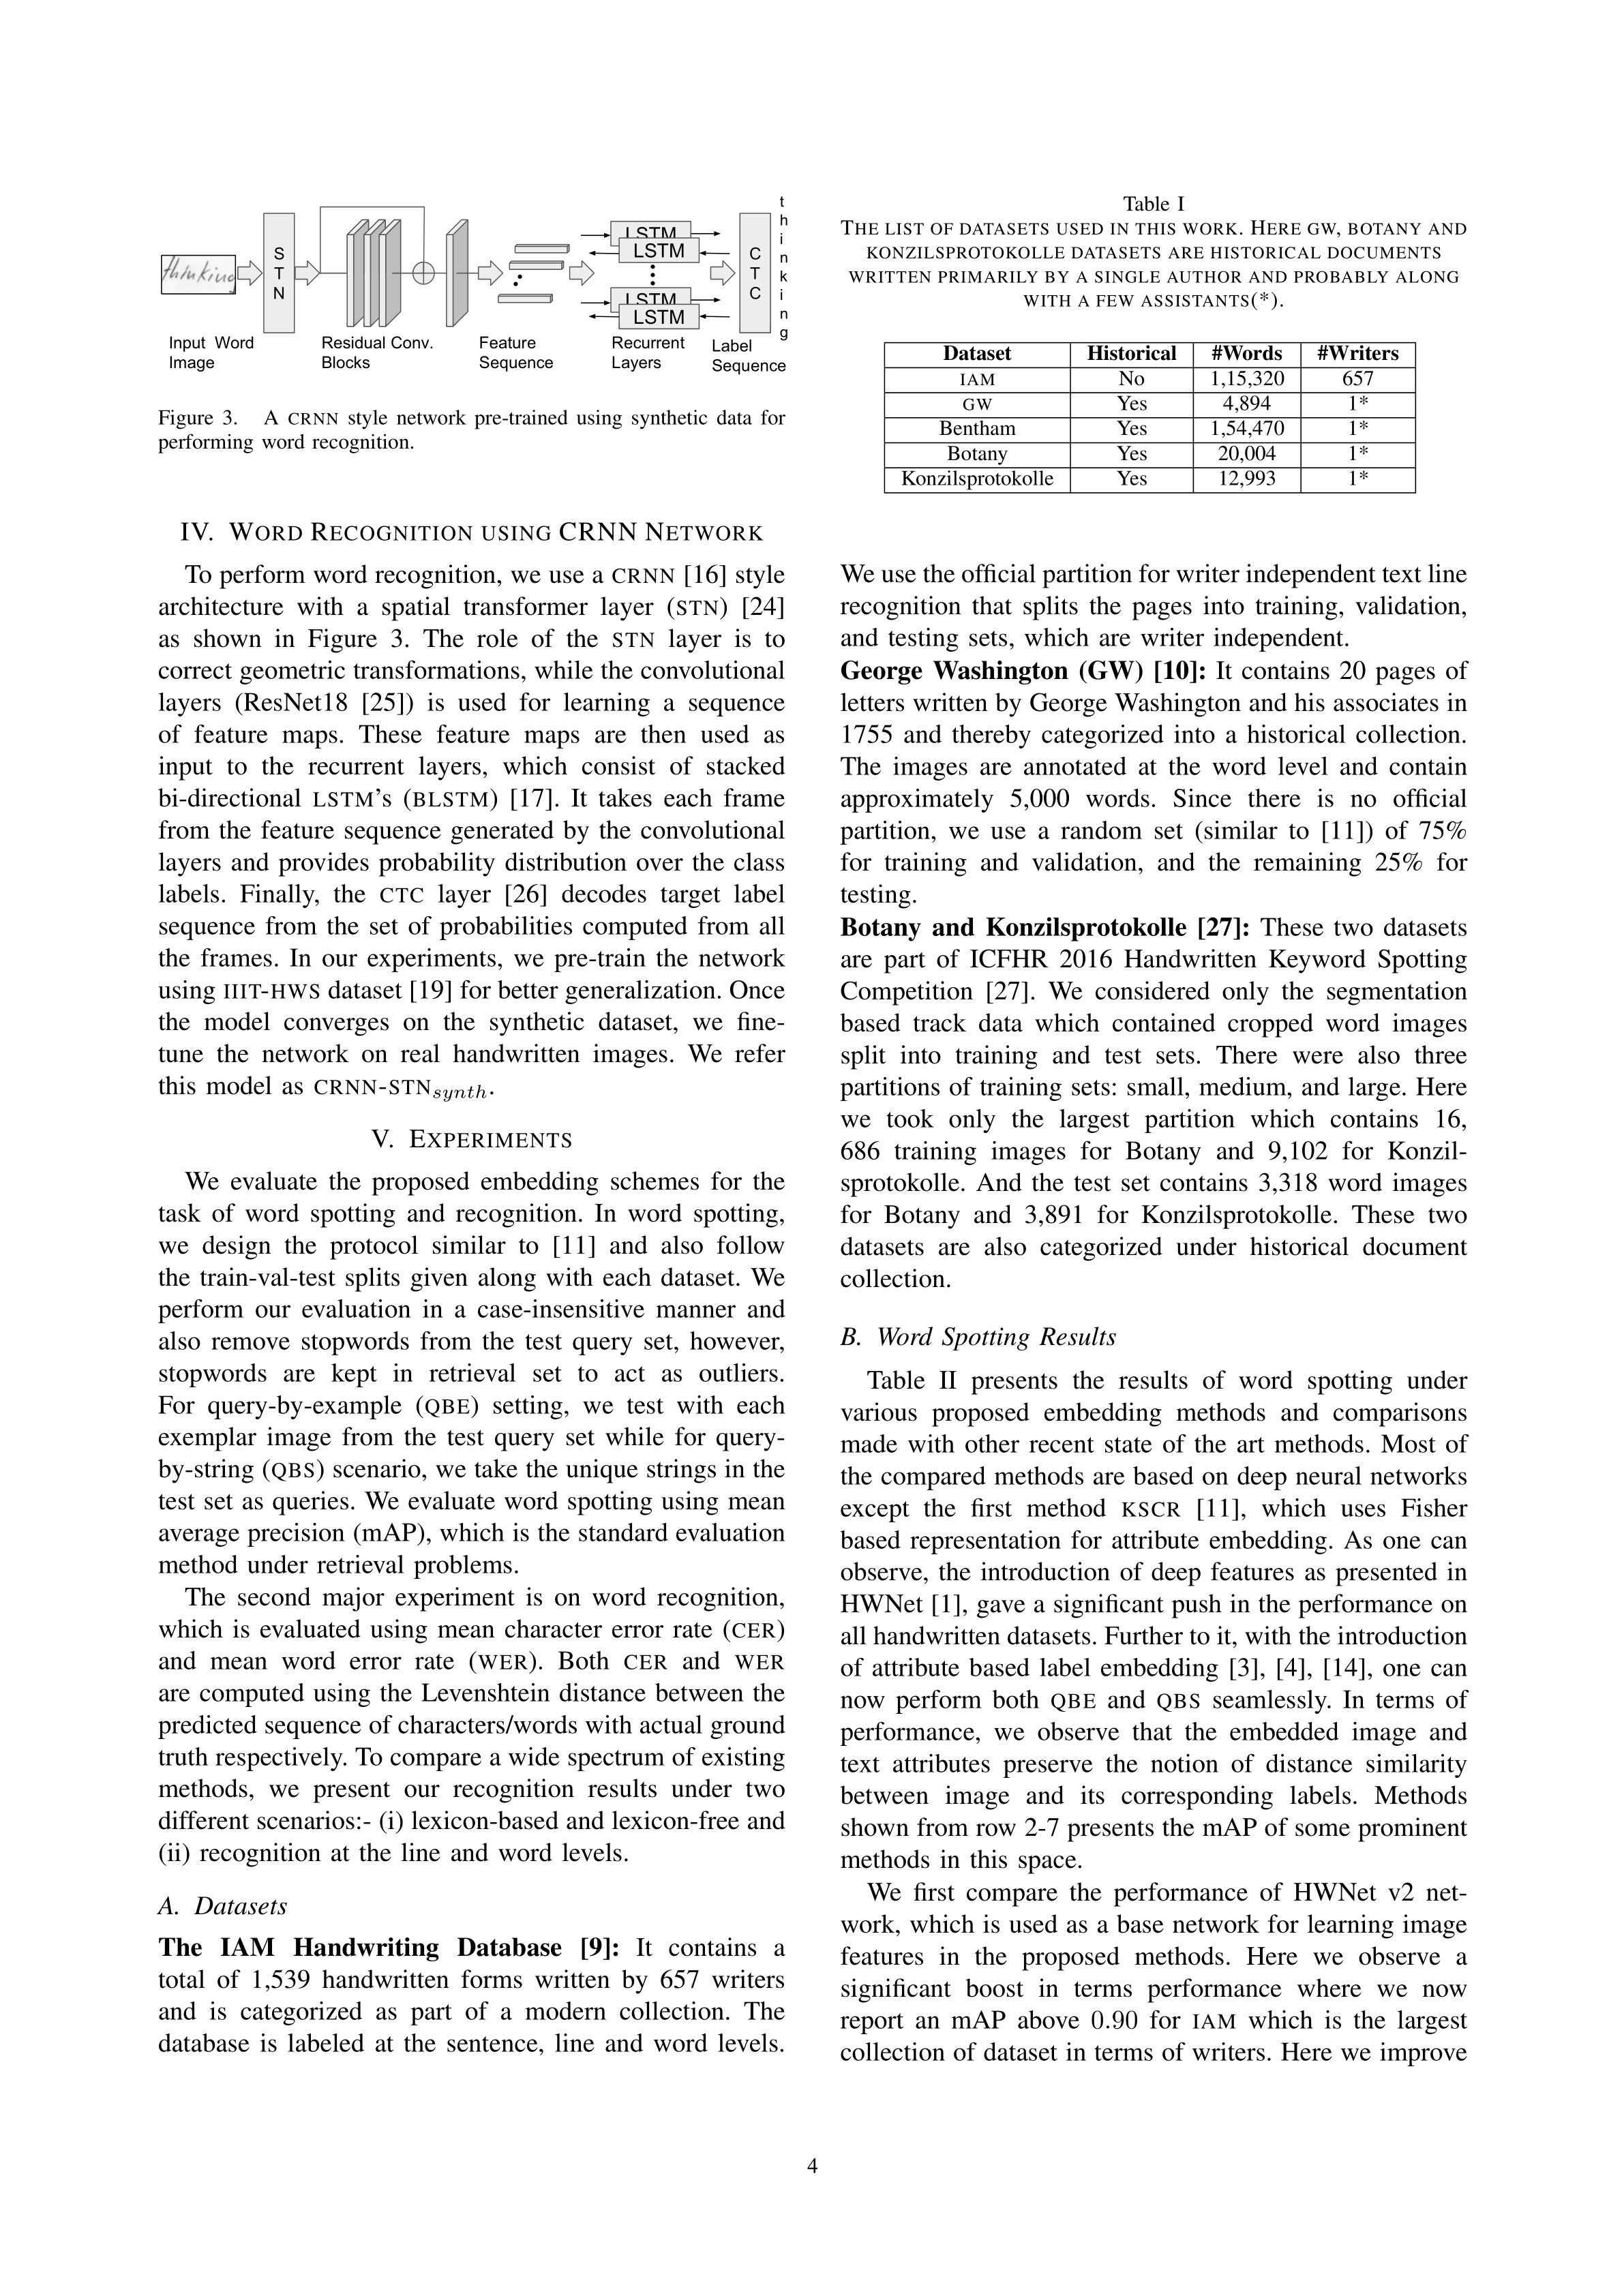 thinking
S
T
N
LSTM
LSTM
LSTM
LSTM
C
T
C
t
h
i
n
k
i
n
g
Input Word
Image
Residual Conv.
Blocks
Feature
Sequence
Recurrent
Layers
Label
Sequence
Figure 3. A CRNN style network pre-trained using synthetic data for
performing word recognition.
IV. WORD RECOGNITION USING CRNN NETWORK
To perform word recognition, we use a CRNN [16] style
architecture with a spatial transformer layer (STN) [24]
as shown in Figure 3. The role of the STN layer is to
correct geometric transformations, while the convolutional
layers (ResNet18 [25]) is used for learning a sequence
of feature maps. These feature maps are then used as
input to the recurrent layers, which consist of stacked
bi-directional LSTM's (BLSTM) [17]. It takes each frame
from the feature sequence generated by the convolutional
layers and provides probability distribution over the class
labels. Finally, the CTC layer [26] decodes target label
sequence from the set of probabilities computed from all
the frames. In our experiments, we pre-train the network
using IIIT-HWS dataset [19] for better generalization. Once
the model converges on the synthetic dataset, we fine-
tune the network on real handwritten images. We refer
this model as CRNN-STNsynth.
V. EXPERIMENTS
We evaluate the proposed embedding schemes for the
task of word spotting and recognition. In word spotting,
we design the protocol similar to [11] and also follow
the train-val-test splits given along with each dataset. We
perform our evaluation in a case-insensitive manner and
also remove stopwords from the test query set, however,
stopwords are kept in retrieval set to act as outliers.
For query-by-example (QBE) setting, we test with each
exemplar image from the test query set while for query-
by-string (QBS) scenario, we take the unique strings in the
test set as queries. We evaluate word spotting using mean
average precision (mAP), which is the standard evaluation
method under retrieval problems.
The second major experiment is on word recognition,
which is evaluated using mean character error rate (CER)
and mean word error rate (WER). Both CER and WER
are computed using the Levenshtein distance between the
predicted sequence of characters/words with actual ground
truth respectively. To compare a wide spectrum of existing
methods, we present our recognition results under two
different scenarios:- (i) lexicon-based and lexicon-free and
(ii) recognition at the line and word levels.
A. Datasets
The IAM Handwriting Database [9]: It contains a
total of 1,539 handwritten forms written by 657 writers
and is categorized as part of a modern collection. The
database is labeled at the sentence, line and word levels.
Table I
THE LIST OF DATASETS USED IN THIS WORK. HERE GW, BOTANY AND
KONZILSPROTOKOLLE DATASETS ARE HISTORICAL DOCUMENTS
WRITTEN PRIMARILY BY A SINGLE AUTHOR AND PROBABLY ALONG
WITH A FEW ASSISTANTS(*).
Dataset Historical #Words #Writers
IAM No 1,15,320 657
GW Yes 4,894 1*
Bentham Yes 1,54,470 1*
Botany Yes 20,004 1*
Konzilsprotokolle Yes 12,993 1*
We use the official partition for writer independent text line
recognition that splits the pages into training, validation,
and testing sets, which are writer independent.
George Washington (GW) [10]: It contains 20 pages of
letters written by George Washington and his associates in
1755 and thereby categorized into a historical collection.
The images are annotated at the word level and contain
approximately 5,000 words. Since there is no official
partition, we use a random set (similar to [11]) of 75%
for training and validation, and the remaining 25% for
testing.
Botany and Konzilsprotokolle [27]: These two datasets
are part of ICFHR 2016 Handwritten Keyword Spotting
Competition [27]. We considered only the segmentation
based track data which contained cropped word images
split into training and test sets. There were also three
partitions of training sets: small, medium, and large. Here
we took only the largest partition which contains 16,
686 training images for Botany and 9,102 for Konzil-
sprotokolle. And the test set contains 3,318 word images
for Botany and 3,891 for Konzilsprotokolle. These two
datasets are also categorized under historical document
collection.
B. Word Spotting Results
Table II presents the results of word spotting under
various proposed embedding methods and comparisons
made with other recent state of the art methods. Most of
the compared methods are based on deep neural networks
except the first method KSCR [11], which uses Fisher
based representation for attribute embedding. As one can
observe, the introduction of deep features as presented in
HWNet [1], gave a significant push in the performance on
all handwritten datasets. Further to it, with the introduction
of attribute based label embedding [3], [4], [14], one can
now perform both QBE and QBS seamlessly. In terms of
performance, we observe that the embedded image and
text attributes preserve the notion of distance similarity
between image and its corresponding labels. Methods
shown from row 2-7 presents the mAP of some prominent
methods in this space.
We first compare the performance of HWNet v2 net-
work, which is used as a base network for learning image
features in the proposed methods. Here we observe a
significant boost in terms performance where we now
report an mAP above 0.90 for IAM which is the largest
collection of dataset in terms of writers. Here we improve
4